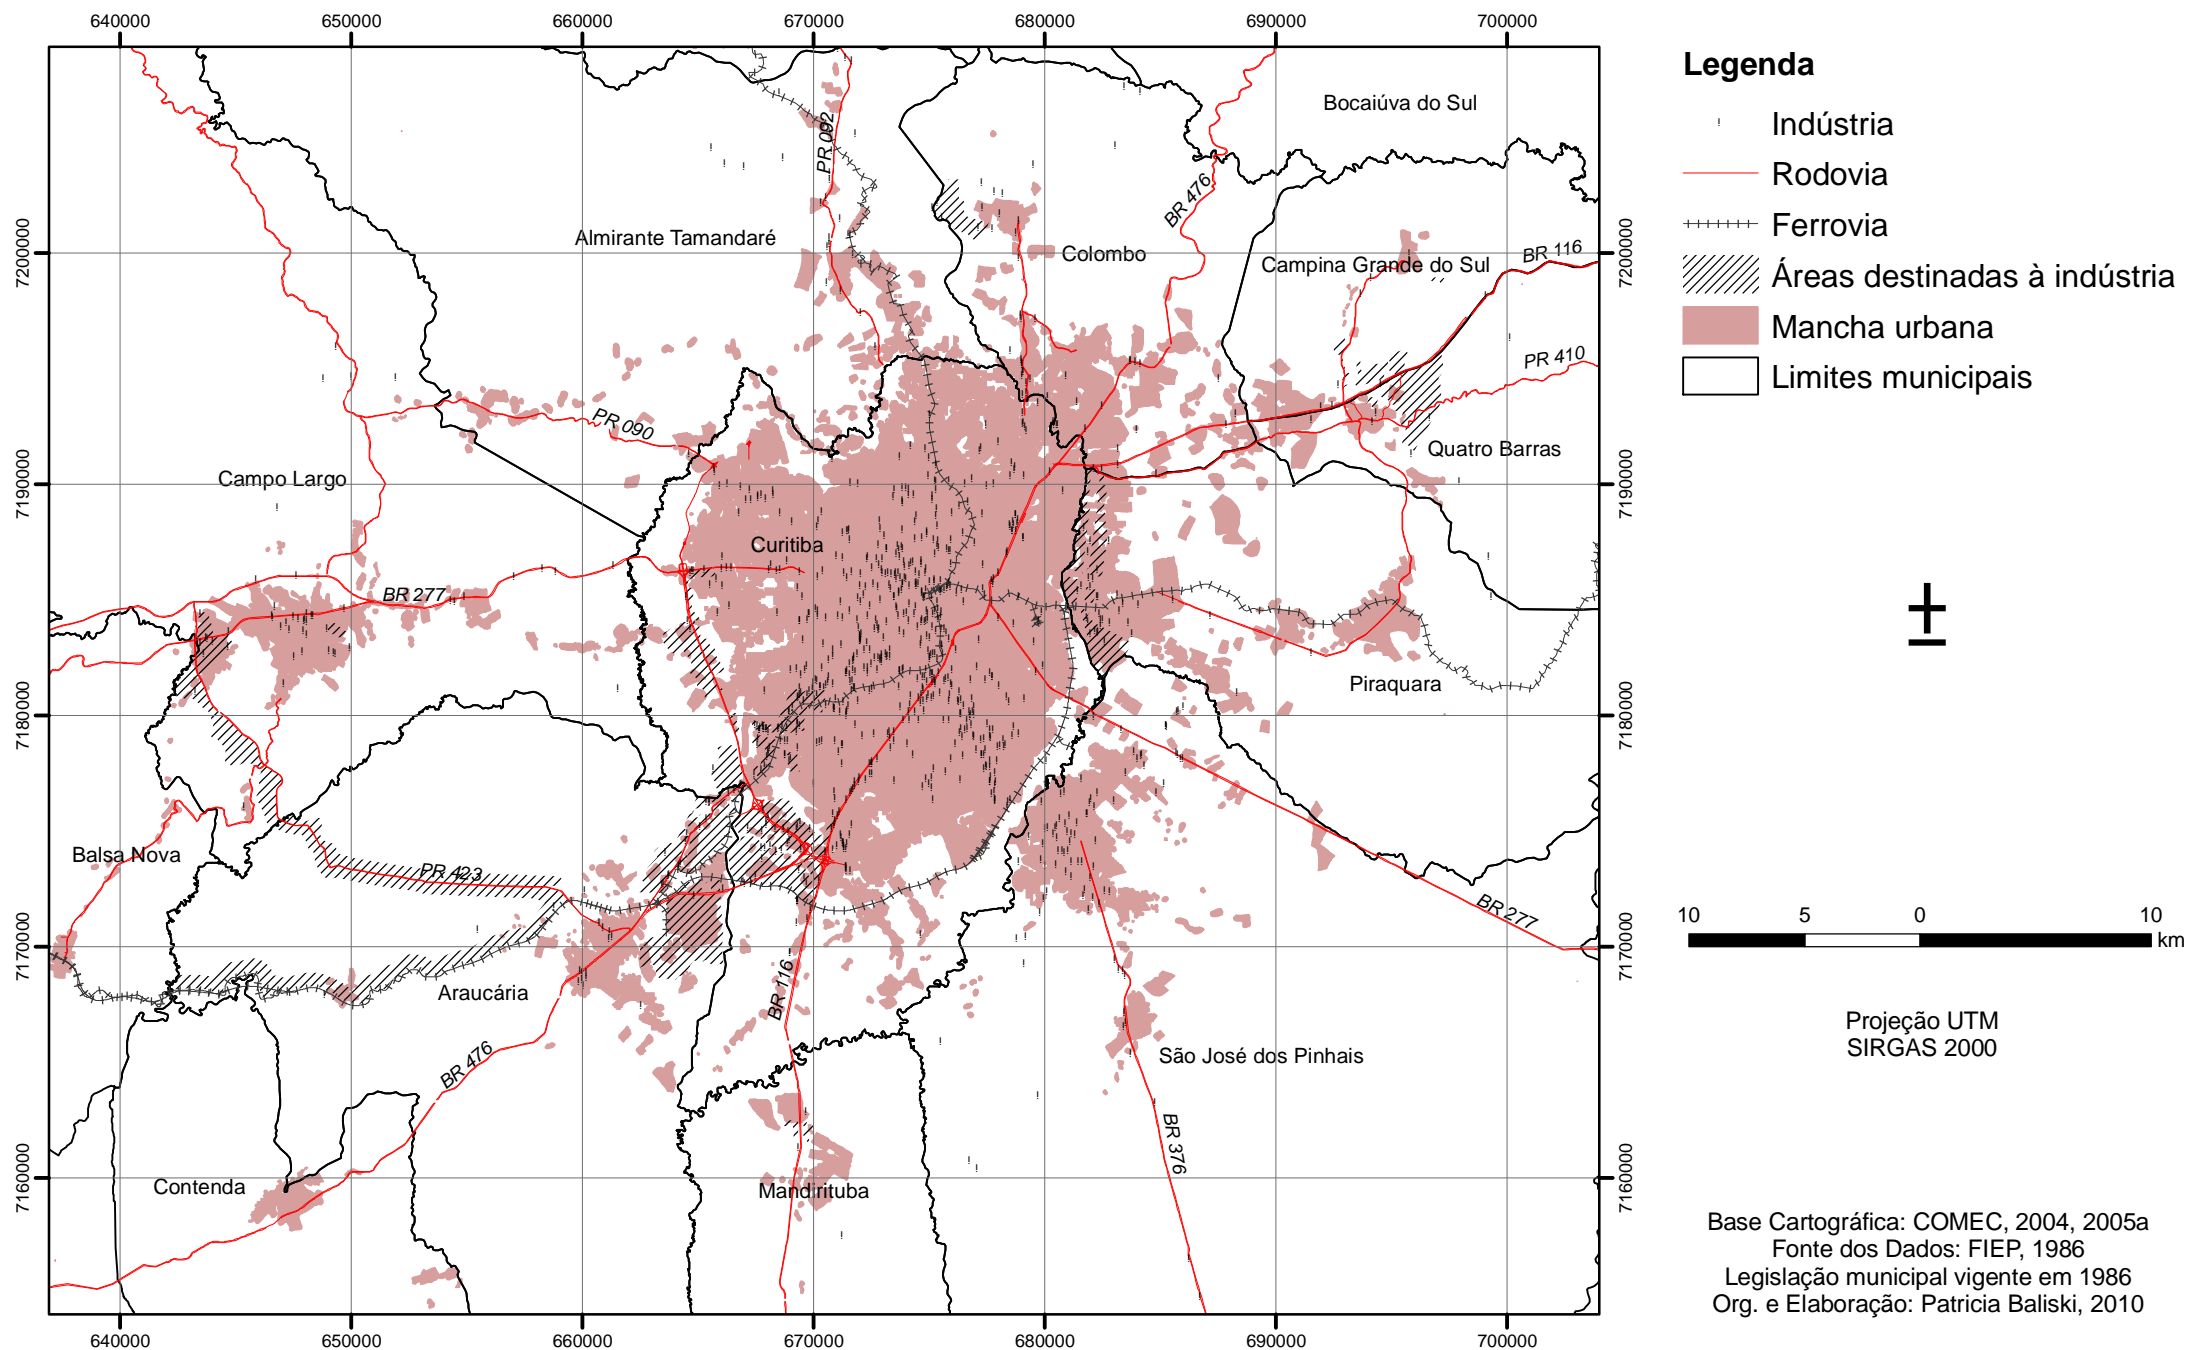 640000 650000 660000 670000 680000 690000 700000
Legenda
Indústria
Rodovia
Ferrovia
Áreas destinadas à indústria
Mancha urbana
Limites municipais
Bocaiúva do Sul
PR 092
BR 476
Almirante Tamandaré
Colombo
Campina Grande do Sul
BR 116
7200000
7200000
PR 410
PR 090
Quatro Barras
Campo Largo
7190000
7190000
Curitiba
BR 277
±
Piraquara
7180000
7180000
Balsa Nova
PR 423
BR 277
10 5 0 10
km
7170000
7170000
Araucária
BR 116
BR 476
São José dos Pinhais
Projeção UTM
SIRGAS 2000
BR 376
7160000
7160000
Contenda
Mandirituba
Base Cartográfica: COMEC, 2004, 2005a
Fonte dos Dados: FIEP, 1986
Legislação municipal vigente em 1986
Org. e Elaboração: Patricia Baliski, 2010
640000 650000 660000 670000 680000 690000 700000